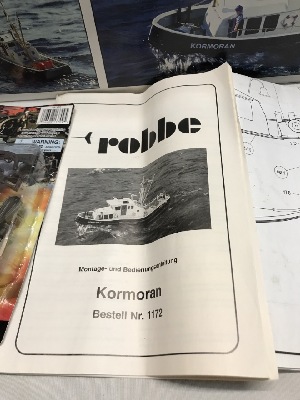 KORMORAN
WARNING:
robbe
Montage- und Bedienungsanleitung
Kormoran
Bestell Nr. 1172